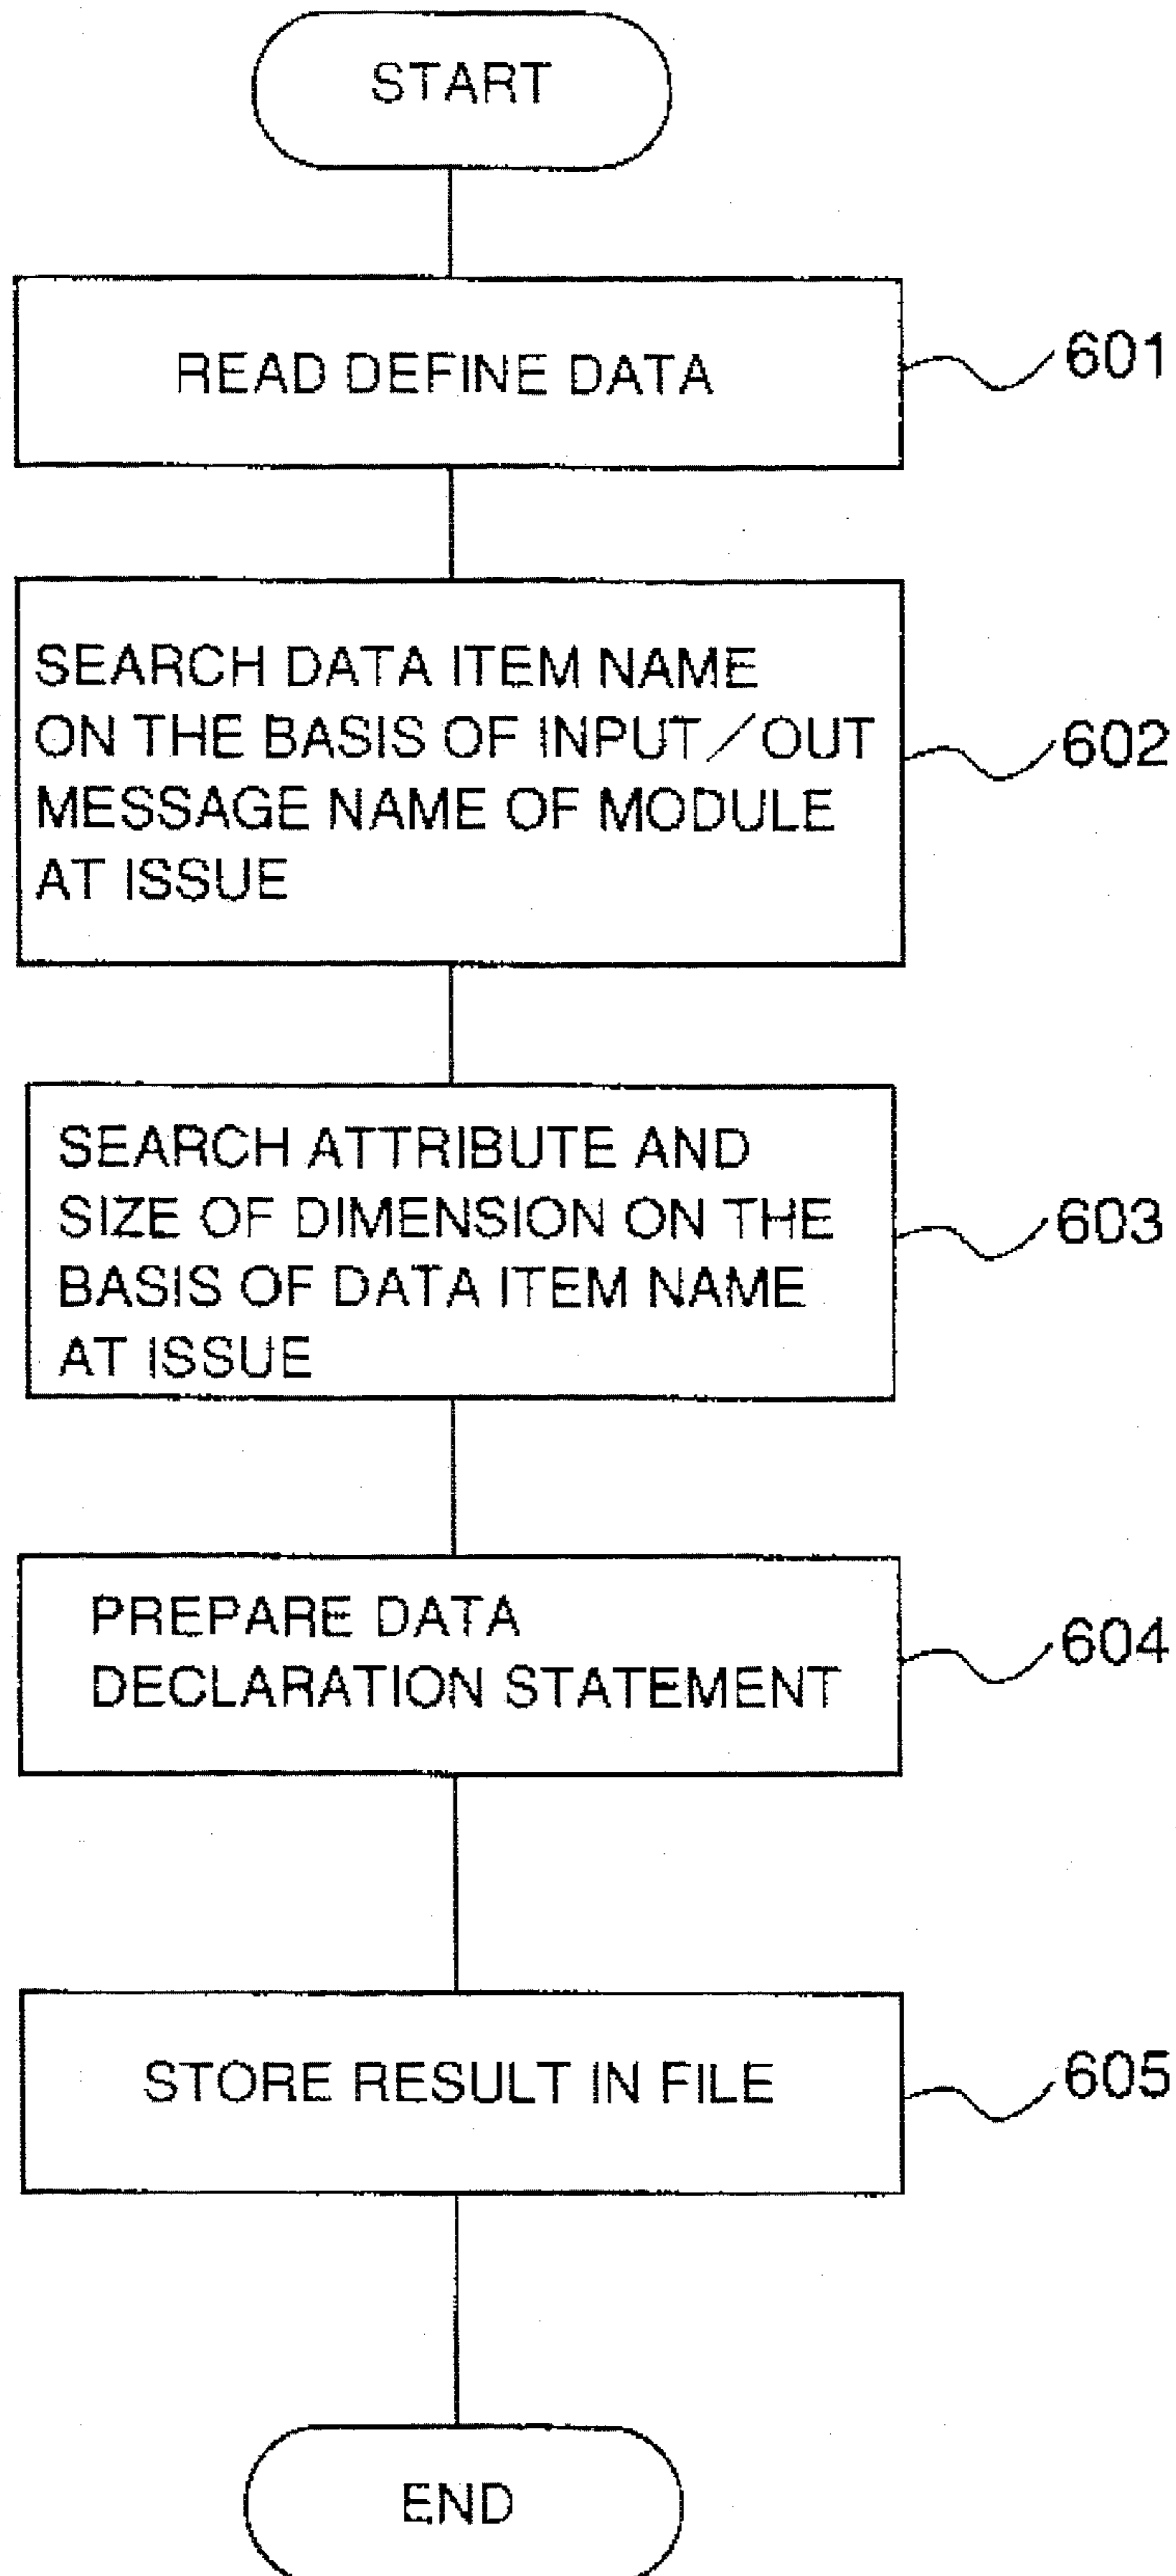 START
READ DEFINE DATA
601
SEARCH DATA ITEM NAME
ON THE BASIS OF INPUT/OUT
MESSAGE NAME OF MODULE
AT ISSUE
602
SEARCH ATTRIBUTE AND
SIZE OF DIMENSION ON THE
BASIS OF DATA ITEM NAME
AT ISSUE
603
PREPARE DATA
DECLARATION STATEMENT
604
STORE RESULT IN FILE
605
END